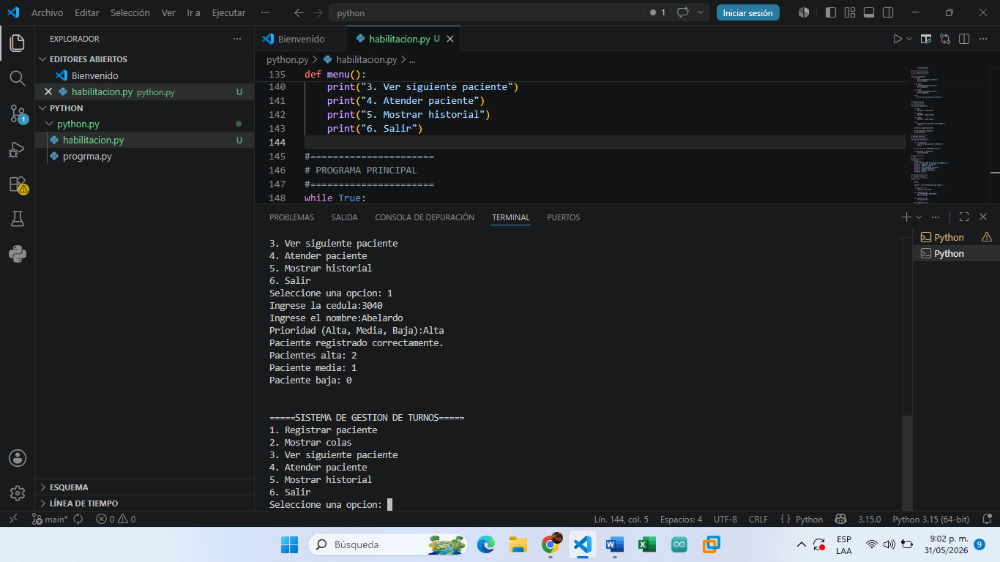 Archivo Editar Selección Ver Ir a Ejecutar ··· python 1 Iniciar sesión
EXPLORADOR ···
EDITORES ABIERTOS
Bienvenido
habilitacion.py python.py U
PYTHON
python.py
habilitacion.py U
progrma.py
ESQUEMA
LÍNEA DE TIEMPO
Bienvenido habilitacion.py U
python.py > habilitacion.py > ...
135 def menu():
140 print("3. Ver siguiente paciente")
141 print("4. Atender paciente")
142 print("5. Mostrar historial")
143 print("6. Salir")
144
145 #======================
146 # PROGRAMA PRINCIPAL
147 #======================
148 while True:
PROBLEMAS SALIDA CONSOLA DE DEPURACIÓN TERMINAL PUERTOS
3. Ver siguiente paciente
4. Atender paciente
5. Mostrar historial
6. Salir
Seleccione una opcion: 1
Ingrese la cedula:3040
Ingrese el nombre:Abelardo
Prioridad (Alta, Media, Baja):Alta
Paciente registrado correctamente.
Pacientes alta: 2
Paciente media: 1
Paciente baja: 0
=====SISTEMA DE GESTION DE TURNOS=====
1. Registrar paciente
2. Mostrar colas
3. Ver siguiente paciente
4. Atender paciente
5. Mostrar historial
6. Salir
Seleccione una opcion:
Python
Python
main* 0 0 Lín. 144, col. 5 Espacios: 4 UTF-8 CRLF { } Python 3.15.0 Python 3.15 (64-bit)
Búsqueda
ESP
LAA
9:02 p. m.
31/05/2026
9